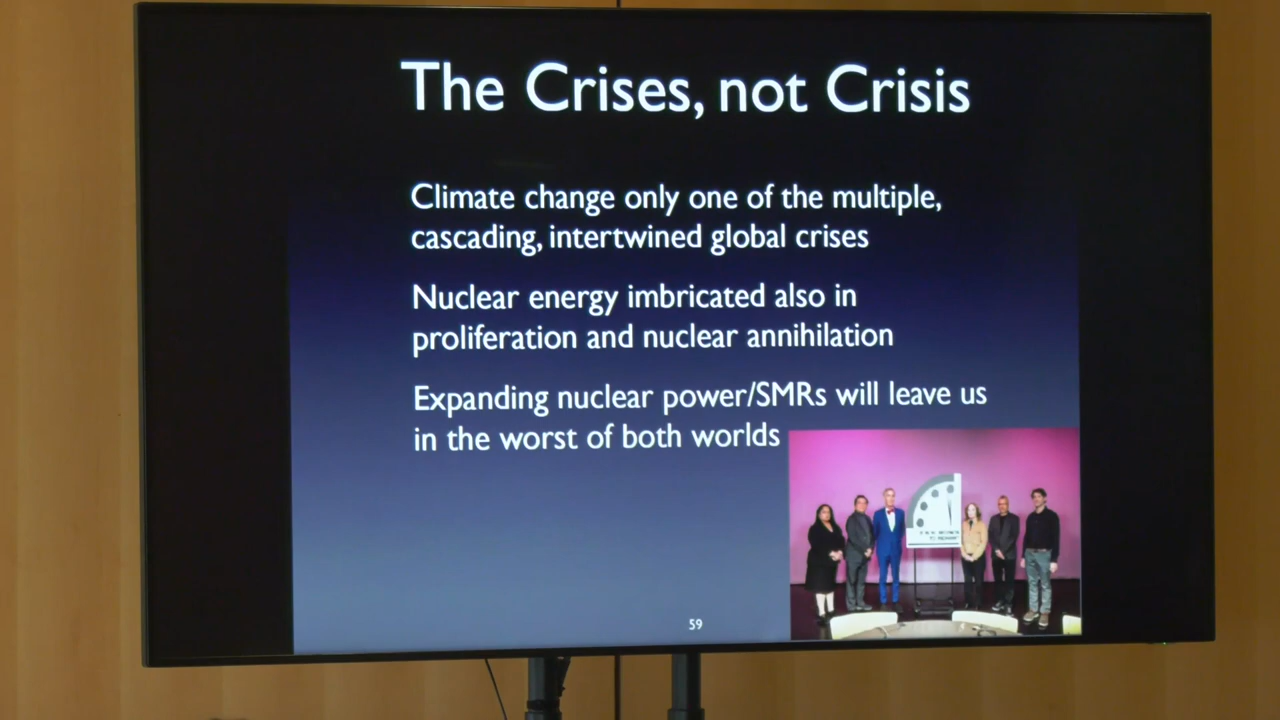 The Crises, not Crisis
Climate change only one of the multiple,
cascading, intertwined global crises
Nuclear energy imbricated also in
proliferation and nuclear annihilation
Expanding nuclear power/SMRs will leave us
in the worst of both worlds
59